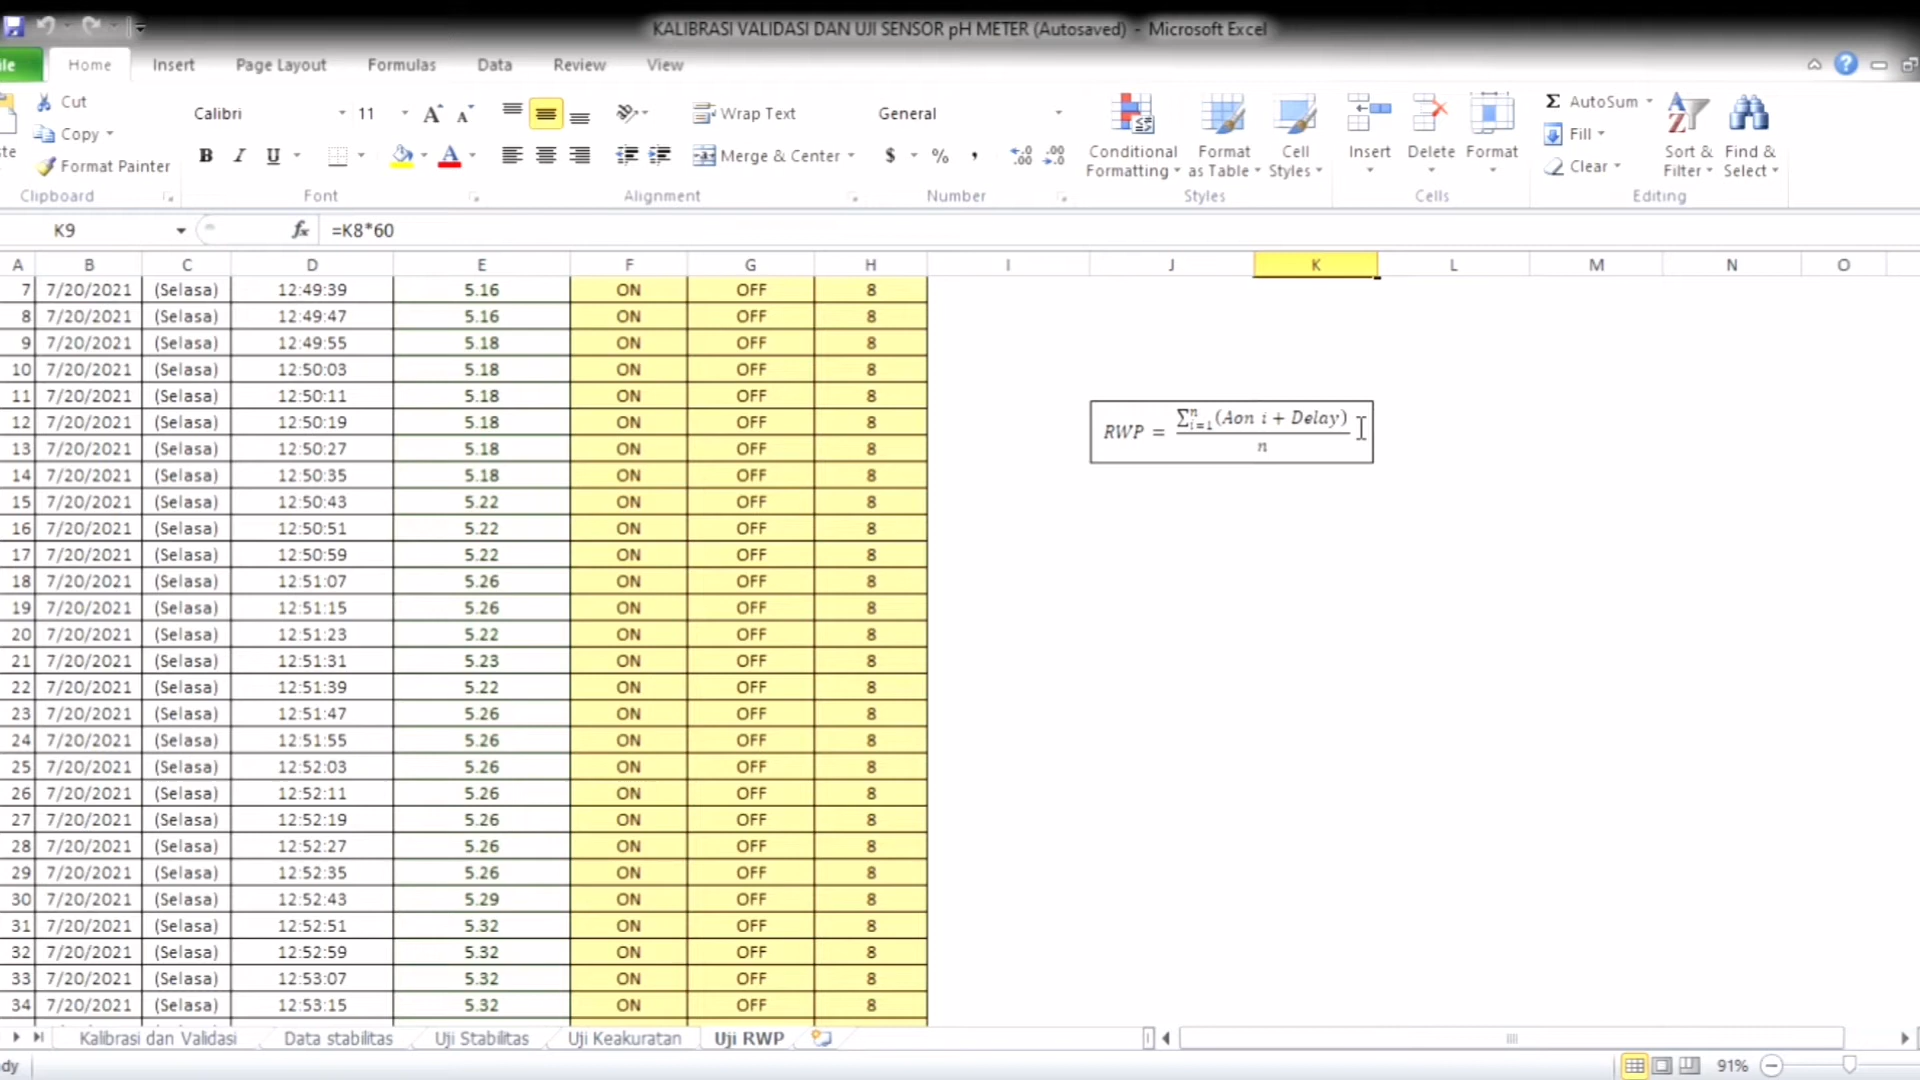 KALIBRASI VALIDASI DAN UJI SENSOR pH METER (Autosaved) - Microsoft Excel
Home Insert Page Layout Formulas Data Review View
Cut Calibri 11 Wrap Text General AutoSum
Copy Fill
Format Painter B I U Merge & Center $ % , Conditional Formatting Format as Table Cell Styles Insert Delete Format Clear Sort & Filter Find & Select
Clipboard Font Alignment Number Styles Cells Editing
K9 fx =K8*60
A B C D E F G H I J K L M N O
7 7/20/2021 (Selasa) 12:49:39 5.16 ON OFF 8
8 7/20/2021 (Selasa) 12:49:47 5.16 ON OFF 8
9 7/20/2021 (Selasa) 12:49:55 5.18 ON OFF 8
10 7/20/2021 (Selasa) 12:50:03 5.18 ON OFF 8
11 7/20/2021 (Selasa) 12:50:11 5.18 ON OFF 8
12 7/20/2021 (Selasa) 12:50:19 5.18 ON OFF 8
13 7/20/2021 (Selasa) 12:50:27 5.18 ON OFF 8
14 7/20/2021 (Selasa) 12:50:35 5.18 ON OFF 8
15 7/20/2021 (Selasa) 12:50:43 5.22 ON OFF 8
16 7/20/2021 (Selasa) 12:50:51 5.22 ON OFF 8
17 7/20/2021 (Selasa) 12:50:59 5.22 ON OFF 8
18 7/20/2021 (Selasa) 12:51:07 5.26 ON OFF 8
19 7/20/2021 (Selasa) 12:51:15 5.26 ON OFF 8
20 7/20/2021 (Selasa) 12:51:23 5.22 ON OFF 8
21 7/20/2021 (Selasa) 12:51:31 5.23 ON OFF 8
22 7/20/2021 (Selasa) 12:51:39 5.22 ON OFF 8
23 7/20/2021 (Selasa) 12:51:47 5.26 ON OFF 8
24 7/20/2021 (Selasa) 12:51:55 5.26 ON OFF 8
25 7/20/2021 (Selasa) 12:52:03 5.26 ON OFF 8
26 7/20/2021 (Selasa) 12:52:11 5.26 ON OFF 8
27 7/20/2021 (Selasa) 12:52:19 5.26 ON OFF 8
28 7/20/2021 (Selasa) 12:52:27 5.26 ON OFF 8
29 7/20/2021 (Selasa) 12:52:35 5.26 ON OFF 8
30 7/20/2021 (Selasa) 12:52:43 5.29 ON OFF 8
31 7/20/2021 (Selasa) 12:52:51 5.32 ON OFF 8
32 7/20/2021 (Selasa) 12:52:59 5.32 ON OFF 8
33 7/20/2021 (Selasa) 12:53:07 5.32 ON OFF 8
34 7/20/2021 (Selasa) 12:53:15 5.32 ON OFF 8
RWP = ∑ⁿᵢ₌₁(Aon i + Delay) / n
Kalibrasi dan Validasi Data stabilitas Uji Stabilitas Uji Keakuratan Uji RWP
91%